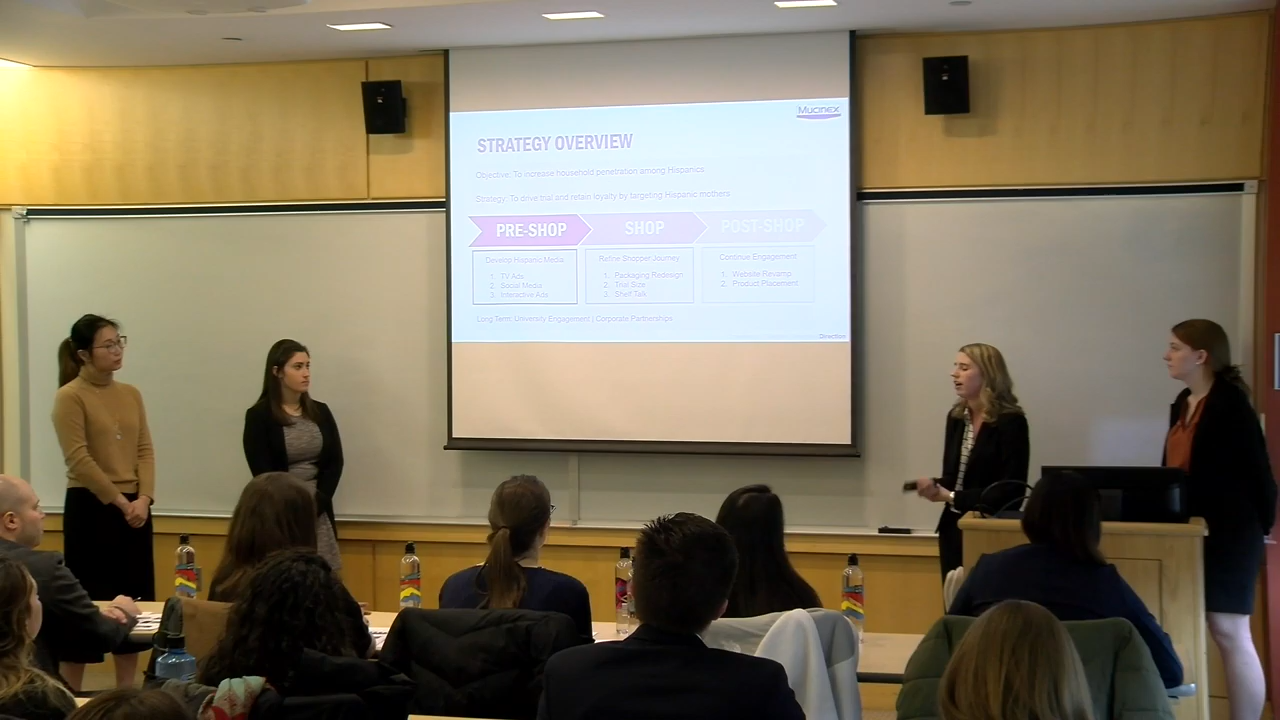 Mucinex
STRATEGY OVERVIEW
Objective: To increase household penetration among Hispanics
Strategy: To drive trial and retain loyalty by targeting Hispanic mothers
PRE-SHOP
SHOP
POST-SHOP
Develop Hispanic Media
1. TV Ads
2. Social Media
3. Interactive Ads
Refine Shopper Journey
1. Packaging Redesign
2. Trial Size
3. Shelf Talk
Continue Engagement
1. Website Revamp
2. Product Placement
Long Term: University Engagement | Corporate Partnerships
Direction